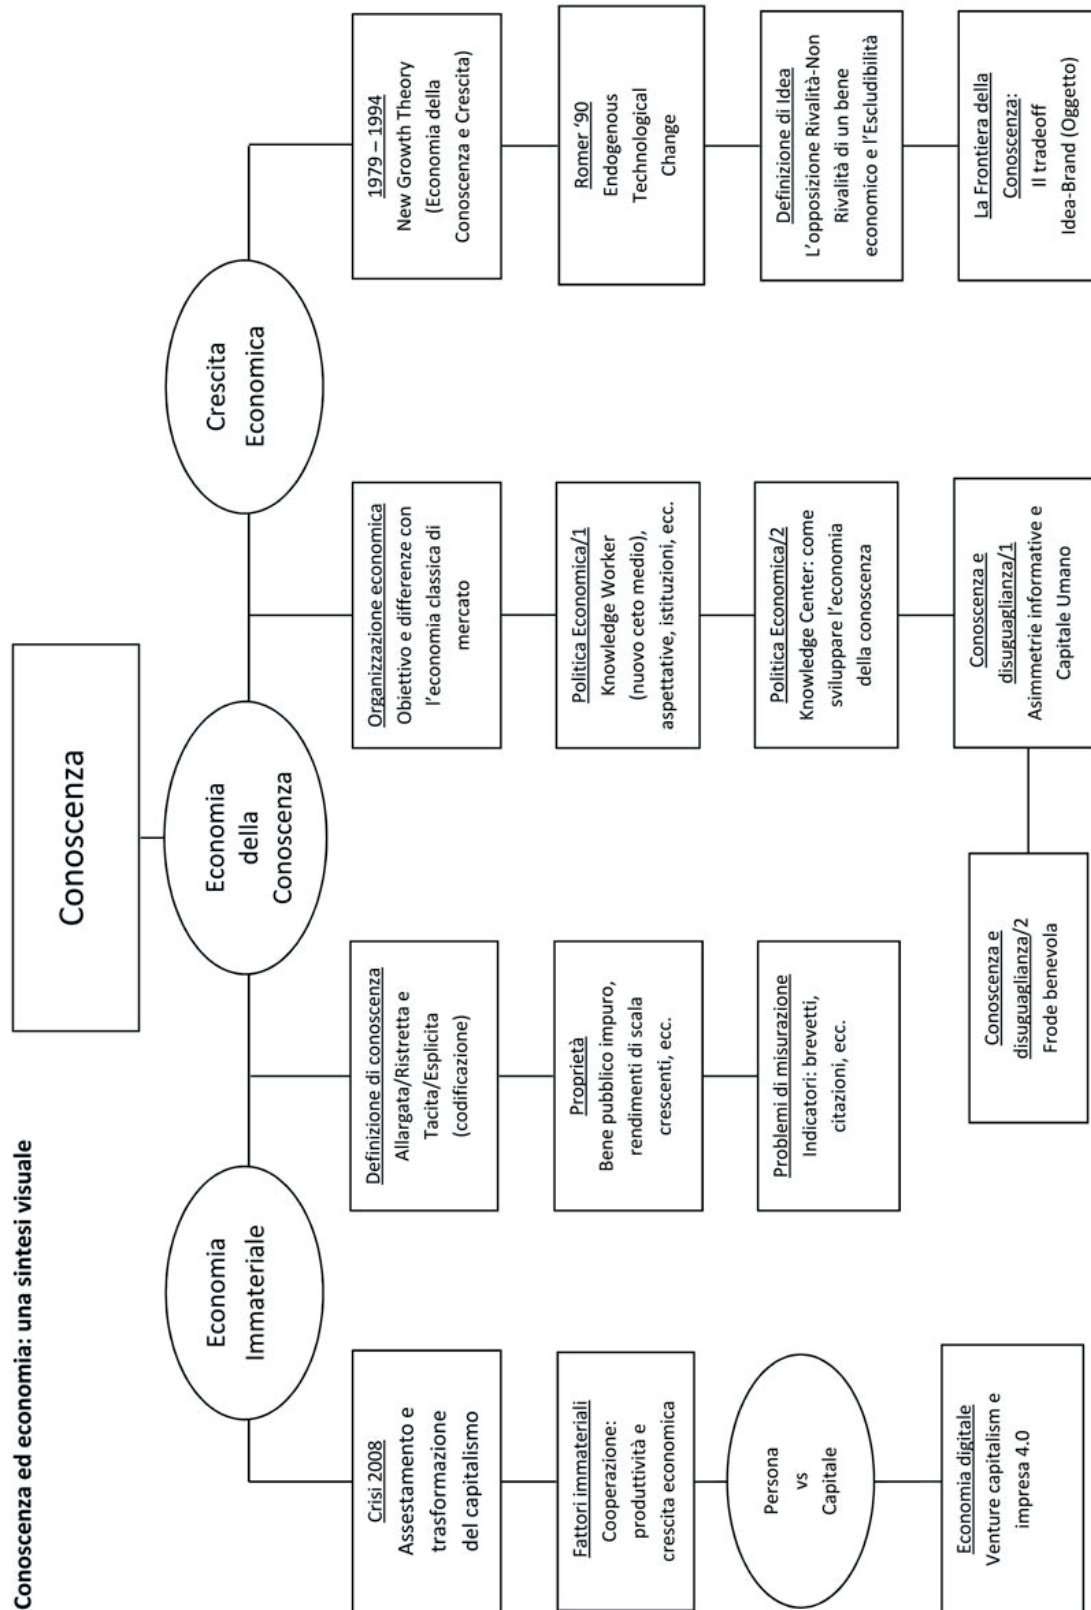 Conoscenza ed economia: una sintesi visuale
Conoscenza
Economia
Immateriale
Economia
della
Conoscenza
Crescita
Economica
Crisi 2008
Assestamento e
trasformazione
del capitalismo
Fattori immateriali
Cooperazione:
produttività e
crescita economica
Persona
vs
Capitale
Economia digitale
Venture capitalism e
impresa 4.0
Definizione di conoscenza
Allargata/Ristretta e
Tacita/Esplicita
(codificazione)
Proprietà
Bene pubblico impuro,
rendimenti di scala
crescenti, ecc.
Problemi di misurazione
Indicatori: brevetti,
citazioni, ecc.
Organizzazione economica
Obiettivo e differenze con
l'economia classica di
mercato
Politica Economica/1
Knowledge Worker
(nuovo ceto medio),
aspettative, istituzioni, ecc.
Politica Economica/2
Knowledge Center: come
sviluppare l'economia
della conoscenza
Conoscenza e
disuguaglianza/1
Asimmetrie informative e
Capitale Umano
Conoscenza e
disuguaglianza/2
Frode benevola
1979 – 1994
New Growth Theory
(Economia della
Conoscenza e Crescita)
Romer '90
Endogenous
Technological
Change
Definizione di Idea
L'opposizione Rivalità-Non
Rivalità di un bene
economico e l'Escludibilità
La Frontiera della
Conoscenza:
Il tradeoff
Idea-Brand (Oggetto)